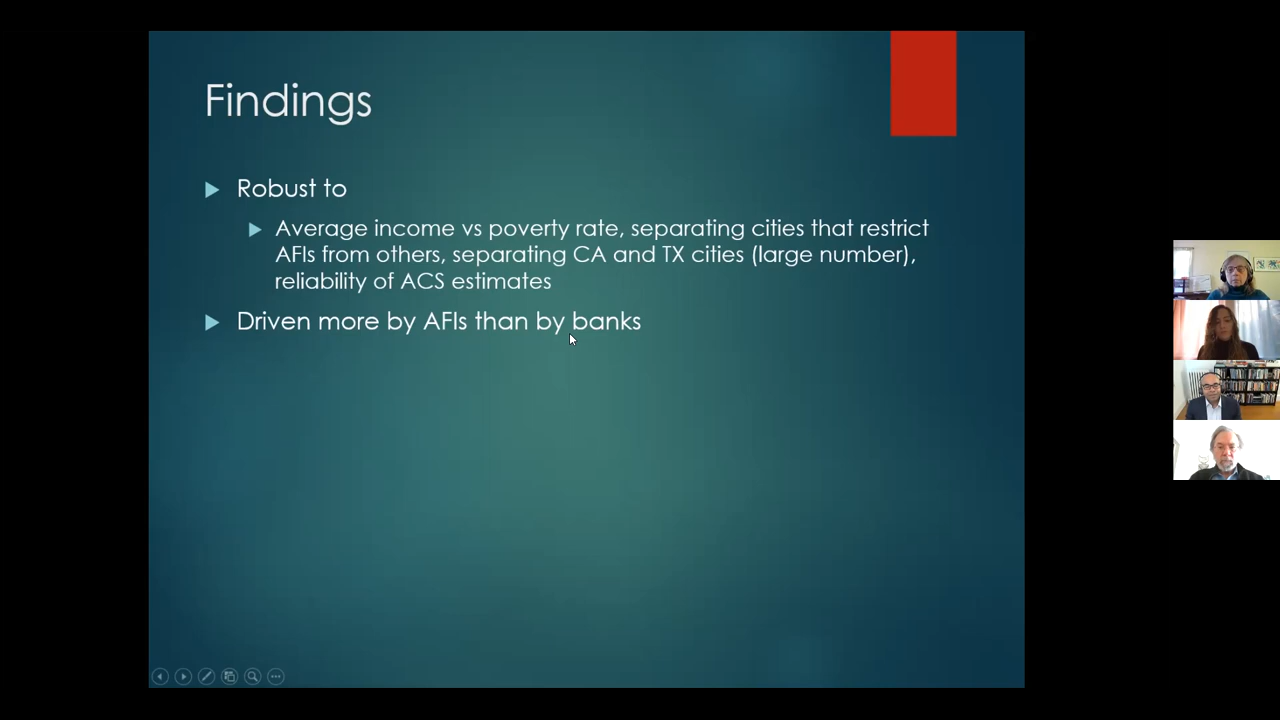 Findings
Robust to
Average income vs poverty rate, separating cities that restrict
AFIs from others, separating CA and TX cities (large number),
reliability of ACS estimates
Driven more by AFIs than by banks